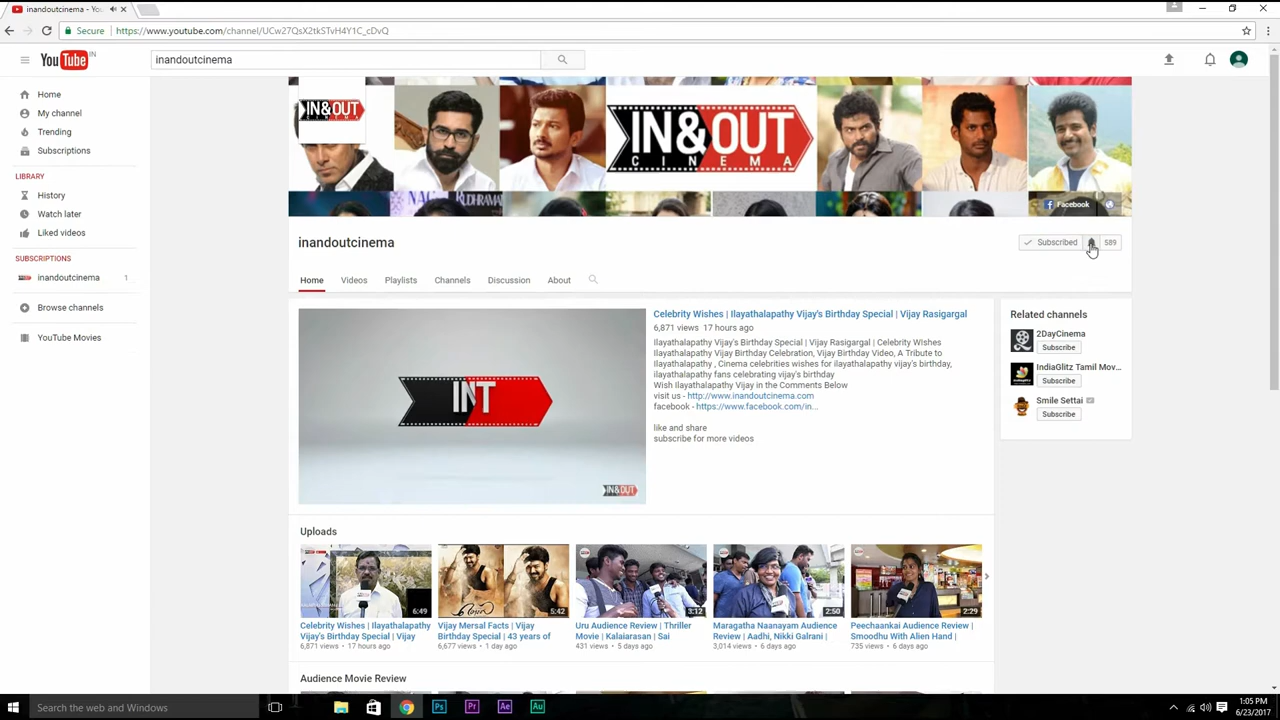 inandoutcinema - You
Secure
https://www.youtube.com/channel/UCw27QsX2tkSTvH4Y1C_cDvQ
YouTube IN
inandoutcinema
Home
My channel
Trending
Subscriptions
LIBRARY
History
Watch later
Liked videos
SUBSCRIPTIONS
inandoutcinema 1
Browse channels
YouTube Movies
IN&OUT
CINEMA
IN&OUT
CINEMA
Facebook
inandoutcinema
Subscribed 589
Home Videos Playlists Channels Discussion About
INT
IN&OUT
Celebrity Wishes | Ilayathalapathy Vijay's Birthday Special | Vijay Rasigargal
6,871 views • 17 hours ago
Ilayathalapathy Vijay's Birthday Special | Vijay Rasigargal | Celebrity WIshes
Ilayathalapathy Vijay Birthday Celebration, Vijay Birthday Video, A Tribute to
Ilayathalapathy , Cinema celebrities wishes for ilayathalapathy vijay's birthday,
ilayathalapathy fans celebrating vijay's birthday
Wish Ilayathalapathy Vijay in the Comments Below
visit us - http://www.inandoutcinema.com
facebook - https://www.facebook.com/in...
like and share
subscribe for more videos
Related channels
2DayCinema
Subscribe
IndiaGlitz Tamil Mov...
Subscribe
Smile Settai
Subscribe
Uploads
6:49
5:42
3:12
2:50
2:29
Celebrity Wishes | Ilayathalapathy
Vijay's Birthday Special | Vijay
6,871 views • 17 hours ago
Vijay Mersal Facts | Vijay
Birthday Special | 43 years of
6,677 views • 1 day ago
Uru Audience Review | Thriller
Movie | Kalaiarasan | Sai
431 views • 5 days ago
Maragatha Naanayam Audience
Review | Aadhi, Nikki Galrani |
3,014 views • 6 days ago
Peechaankai Audience Review |
Smoodhu With Alien Hand |
735 views • 6 days ago
Audience Movie Review
Search the web and Windows
Ps
Pr
Ae
Au
1:05 PM
6/23/2017